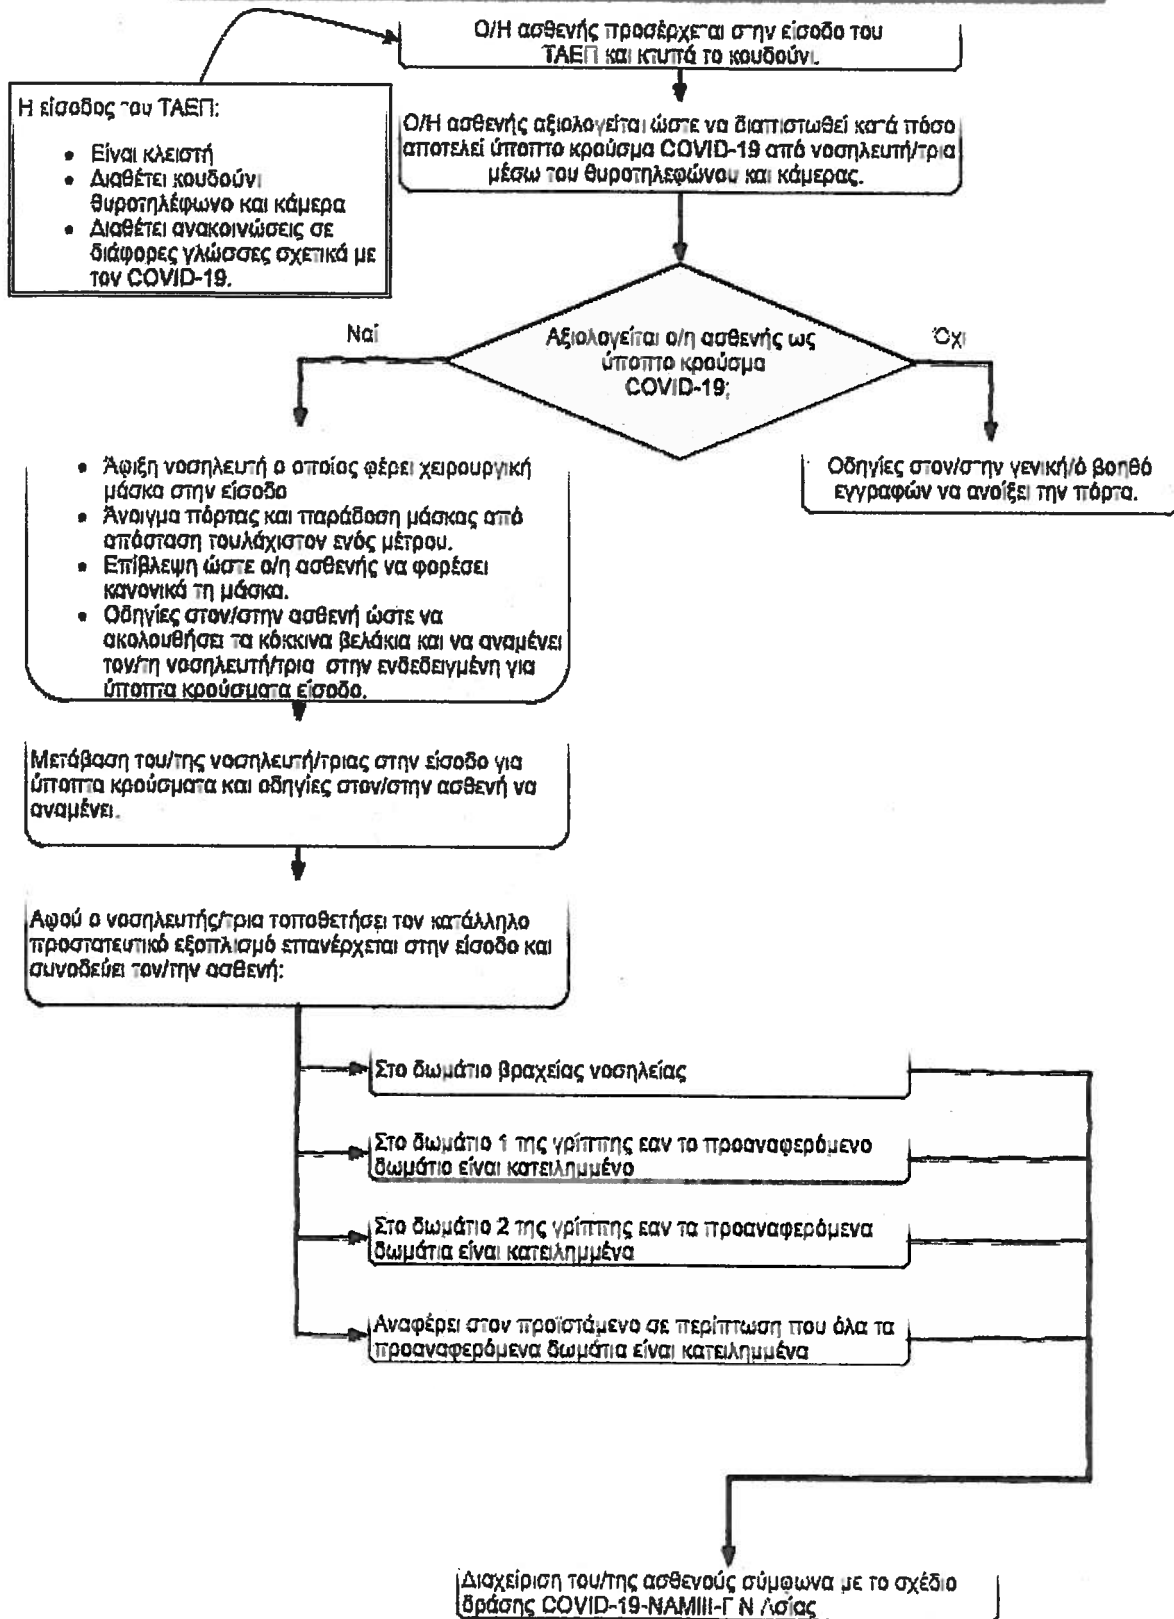 Ο/Η ασθενής προσέρχεται στην είσοδο του
ΤΑΕΠ και κτυπά το κουδούνι.
Η είσοδος του ΤΑΕΠ:
• Είναι κλειστή
• Διαθέτει κουδούνι
θυροτηλέφωνο και κάμερα
• Διαθέτει ανακοινώσεις σε
διάφορες γλώσσες σχετικά με
τον COVID-19.
Ο/Η ασθενής αξιολογείται ώστε να διαπιστωθεί κατά πόσο
αποτελεί ύποπτο κρούσμα COVID-19 από νοσηλευτή/τρια
μέσω του θυροτηλεφώνου και κάμερας.
Αξιολογείται ο/η ασθενής ως
ύποπτο κρούσμα
COVID-19;
Ναί
Όχι
• Άφιξη νοσηλευτή ο οποίος φέρει χειρουργική
μάσκα στην είσοδο
• Άνοιγμα πόρτας και παράδοση μάσκας από
απόσταση τουλάχιστον ενός μέτρου.
• Επίβλεψη ώστε ο/η ασθενής να φορέσει
κανονικά τη μάσκα.
• Οδηγίες στον/στην ασθενή ώστε να
ακολουθήσει τα κόκκινα βελάκια και να αναμένει
τον/τη νοσηλευτή/τρια στην ενδεδειγμένη για
ύποπτα κρούσματα είσοδο.
Οδηγίες στον/στην γενική/ό βοηθό
εγγραφών να ανοίξει την πόρτα.
Μετάβαση του/της νοσηλευτή/τριας στην είσοδο για
ύποπτα κρούσματα και οδηγίες στον/στην ασθενή να
αναμένει.
Αφού ο νοσηλευτής/τρια τοποθετήσει τον κατάλληλο
προστατευτικό εξοπλισμό επανέρχεται στην είσοδο και
συνοδεύει τον/την ασθενή:
Στο δωμάτιο βραχείας νοσηλείας
Στο δωμάτιο 1 της γρίππης εαν το προαναφερόμενο
δωμάτιο είναι κατειλημμένο
Στο δωμάτιο 2 της γρίππης εαν τα προαναφερόμενα
δωμάτια είναι κατειλημμένα
Αναφέρει στον προϊστάμενο σε περίπτωση που όλα τα
προαναφερόμενα δωμάτια είναι κατειλημμένα
Διαχείριση του/της ασθενούς σύμφωνα με το σχέδιο
δράσης COVID-19-ΝΑΜΙΙΙ-Γ Ν Λσίας